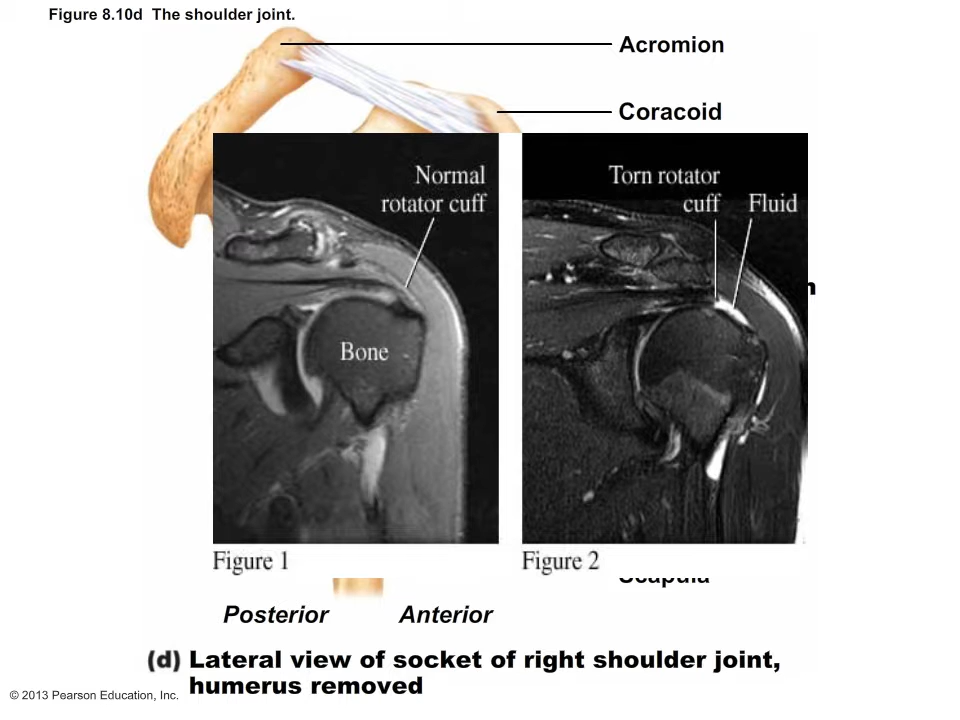 Figure 8.10d The shoulder joint.
Acromion
Coracoid
Normal
rotator cuff
Bone
Figure 1
Torn rotator
cuff
Fluid
Figure 2
Scapula
Posterior Anterior
(d) Lateral view of socket of right shoulder joint,
humerus removed
© 2013 Pearson Education, Inc.